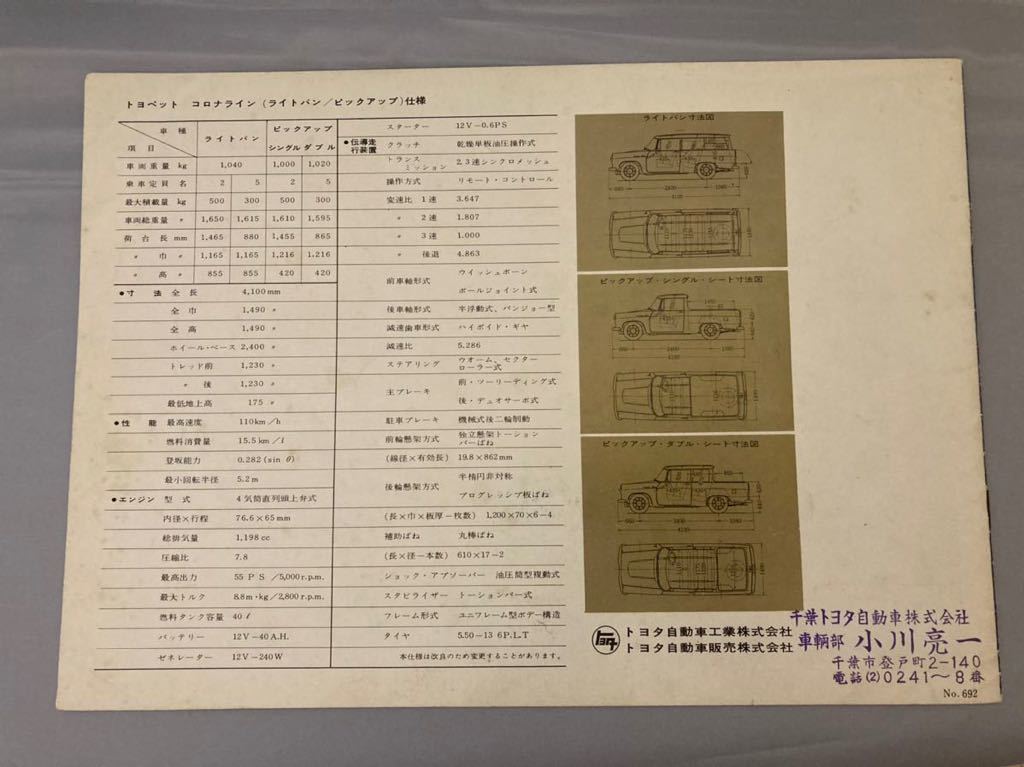 トヨペット コロナライン (ライトバン/ピックアップ)仕様
車種 ライトバン ピックアップ
項目 シングル ダブル
車両重量 kg 1,040 1,000 1,020
乗車定員 名 2 5 2 5
最大積載量 kg 500 300 500 300
車両総重量 〃 1,650 1,615 1,610 1,595
荷台長 mm 1,465 880 1,455 865
〃 巾 〃 1,165 1,165 1,216 1,216
〃 高 〃 855 855 420 420
●寸法 全長 4,100mm
全巾 1,490 〃
全高 1,490 〃
ホイール・ベース 2,400 〃
トレッド前 1,230 〃
〃 後 1,230 〃
最低地上高 175 〃
●性能 最高速度 110km/h
燃料消費量 15.5km/ℓ
登坂能力 0.282(sin θ)
最小回転半径 5.2m
●エンジン 型式 4気筒直列頭上弁式
内径×行程 76.6×65mm
総排気量 1,198cc
圧縮比 7.8
最高出力 55 PS/5,000r.p.m.
最大トルク 8.8m・kg/2,800r.p.m.
燃料タンク容量 40ℓ
バッテリー 12V-40A.H.
ゼネレーター 12V-240W
スターター 12V-0.6PS
●伝導走行装置 クラッチ 乾燥単板油圧操作式
トランスミッション 2,3速シンクロメッシュ
操作方式 リモート・コントロール
変速比 1速 3.647
〃 2速 1.807
〃 3速 1.000
〃 後退 4.863
前車軸形式 ウイッシュボーン
ボールジョイント式
後車軸形式 半浮動式、バンジョー型
減速歯車形式 ハイポイド・ギヤ
減速比 5.286
ステアリング ウオーム、セクター
ローラー式
主ブレーキ 前・ツーリーディング式
後・デュオサーボ式
駐車ブレーキ 機械式後二輪制動
前輪懸架方式 独立懸架トーション
バーばね
(線径×有効長) 19.8×862mm
後輪懸架方式 半楕円非対称
プログレッシブ板ばね
(長×巾×板厚-枚数) 1,200×70×6-4
補助ばね 丸棒ばね
(長×径-本数) 610×17-2
ショック・アブソーバー 油圧筒型複動式
スタビライザー トーションバー式
フレーム形式 ユニフレーム型ボデー構造
タイヤ 5.50-13 6P.L.T
本仕様は改良のため変更することがあります。
ライトバン寸法図
ピックアップ・シングル・シート寸法図
ピックアップ・ダブル・シート寸法図
トヨタ
トヨタ自動車工業株式会社
トヨタ自動車販売株式会社
千葉トヨタ自動車株式会社
車輌部 小川亮一
千葉市登戸町2-140
電話(2)0241〜8番
No.692